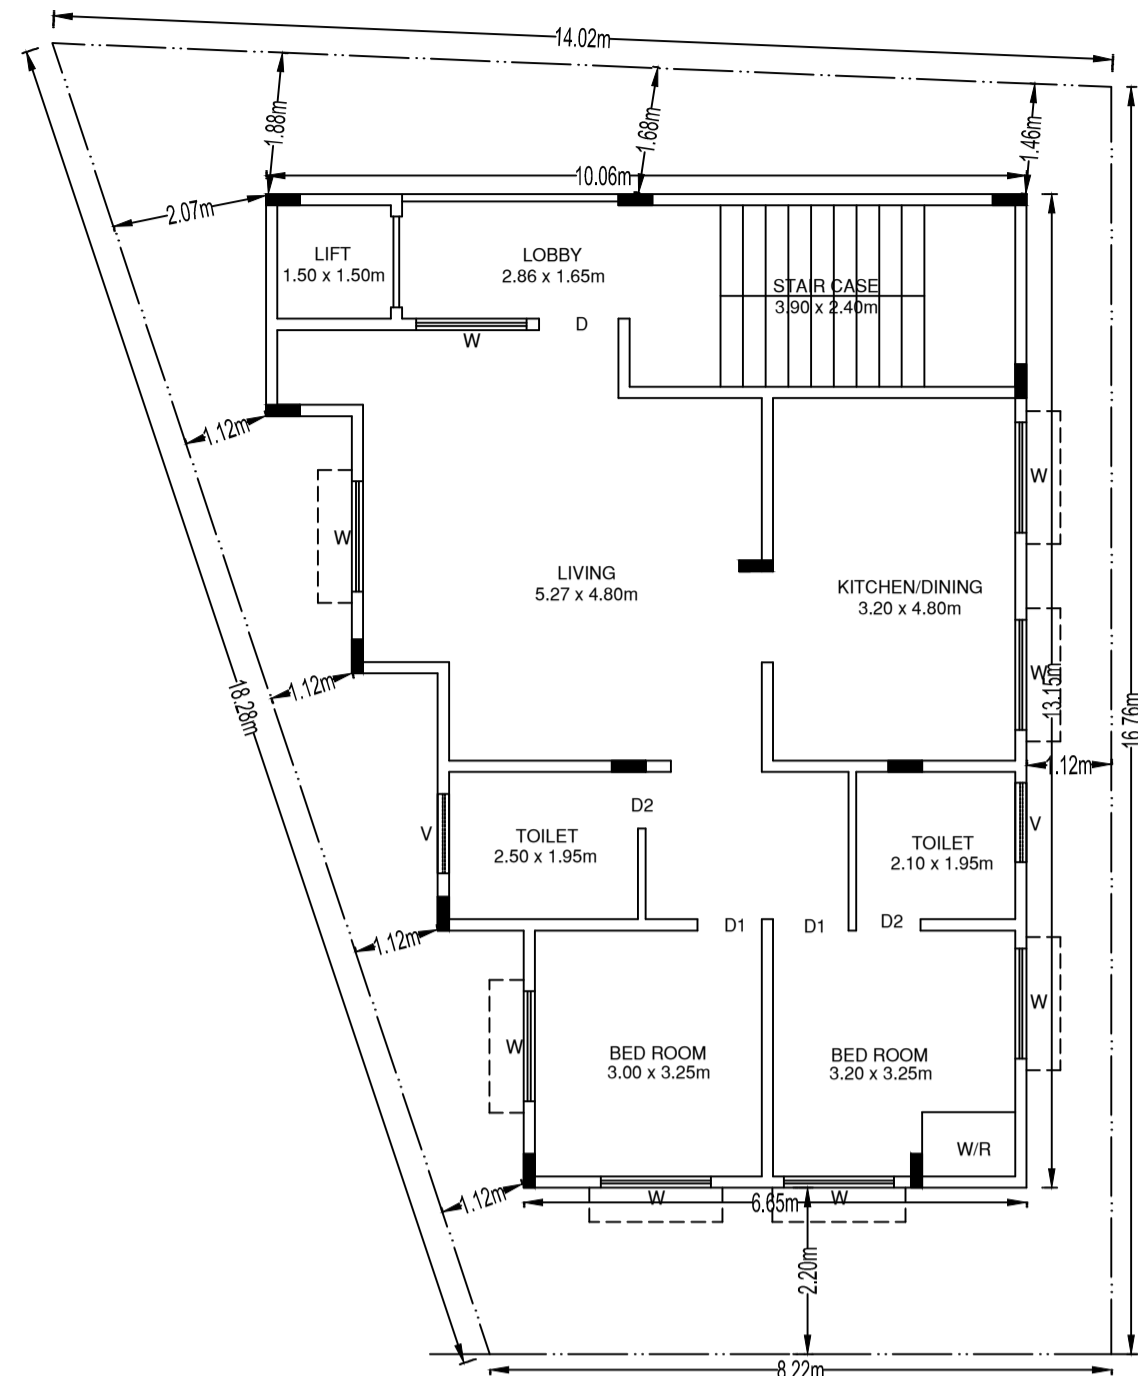 14.02m
1.88m
1.68m
1.46m
10.06m
2.07m
LIFT
1.50 x 1.50m
LOBBY
2.86 x 1.65m
STAIR CASE
3.90 x 2.40m
D
W
1.12m
W
W
LIVING
5.27 x 4.80m
KITCHEN/DINING
3.20 x 4.80m
W
13.15m
16.76m
18.28m
1.12m
1.12m
D2
V
TOILET
2.50 x 1.95m
TOILET
2.10 x 1.95m
V
D1
D1
D2
1.12m
W
W
BED ROOM
3.00 x 3.25m
BED ROOM
3.20 x 3.25m
W/R
1.12m
W
W
6.65m
2.20m
8.22m